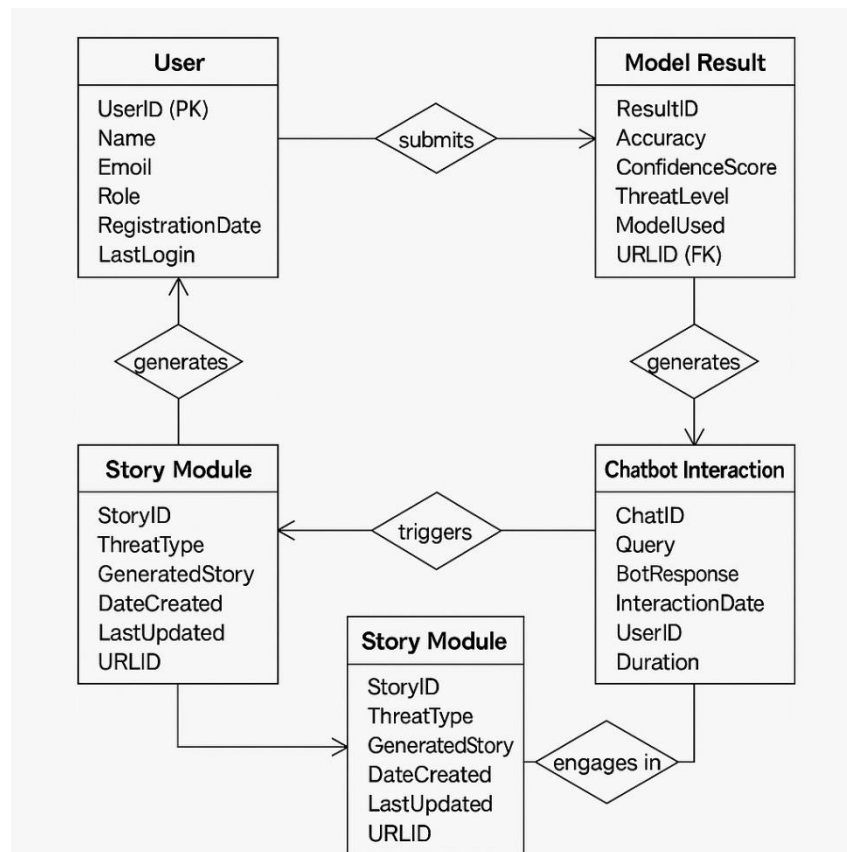 User
UserID (PK)
Name
Emoil
Role
RegistrationDate
LastLogin
submits
Model Result
ResultID
Accuracy
ConfidenceScore
ThreatLevel
ModelUsed
URLID (FK)
generates
generates
Story Module
StoryID
ThreatType
GeneratedStory
DateCreated
LastUpdated
URLID
triggers
Chatbot Interaction
ChatID
Query
BotResponse
InteractionDate
UserID
Duration
Story Module
StoryID
ThreatType
GeneratedStory
DateCreated
LastUpdated
URLID
engages in